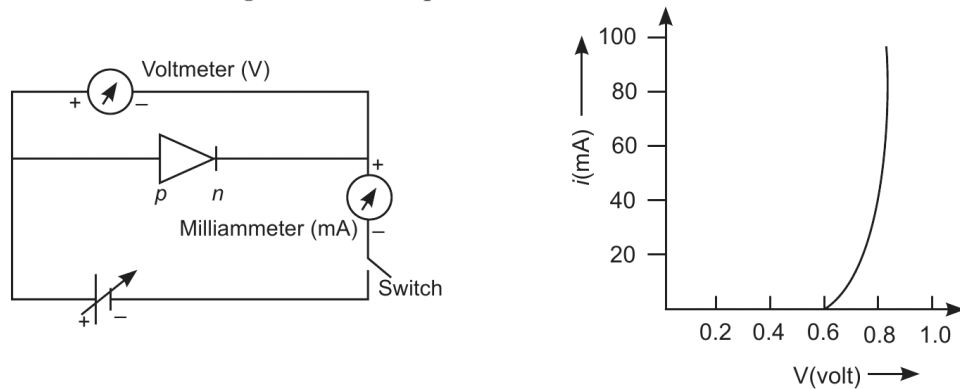 Voltmeter (V)
+ –
p n
+
Milliammeter (mA)
–
Switch
+ –
100
80
60
40
20
i(mA)
0.2 0.4 0.6 0.8 1.0
V(volt)